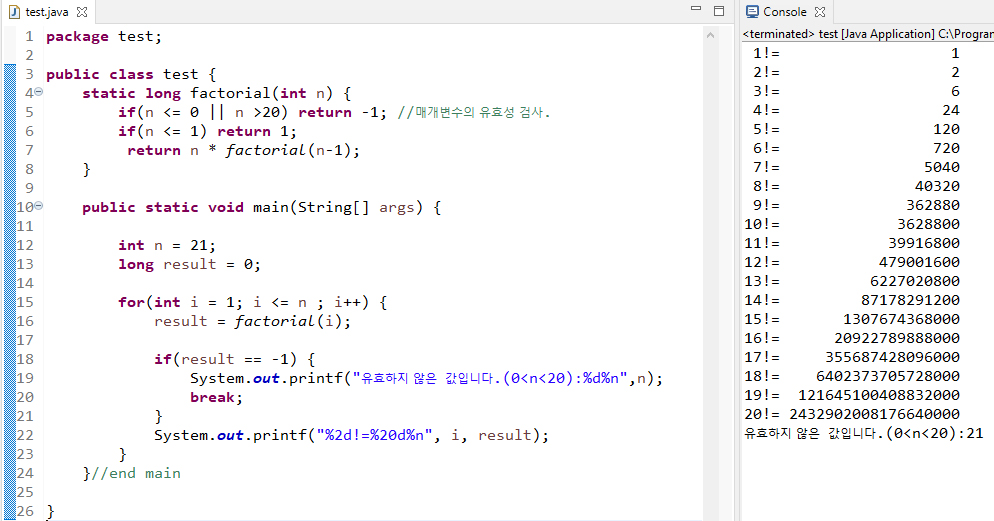 test.java
1 package test;
2
3 public class test {
4     static long factorial(int n) {
5         if(n <= 0 || n >20) return -1; //매개변수의 유효성 검사.
6         if(n <= 1) return 1;
7          return n * factorial(n-1);
8     }
9
10     public static void main(String[] args) {
11
12         int n = 21;
13         long result = 0;
14
15         for(int i = 1; i <= n ; i++) {
16             result = factorial(i);
17
18             if(result == -1) {
19                 System.out.printf("유효하지 않은 값입니다.(0<n<20):%d%n",n);
20                 break;
21             }
22             System.out.printf("%2d!=%20d%n", i, result);
23         }
24     }//end main
25
26 }
Console
<terminated> test [Java Application] C:\Program
 1!=                   1
 2!=                   2
 3!=                   6
 4!=                  24
 5!=                 120
 6!=                 720
 7!=                5040
 8!=               40320
 9!=              362880
10!=             3628800
11!=            39916800
12!=           479001600
13!=          6227020800
14!=         87178291200
15!=       1307674368000
16!=      20922789888000
17!=     355687428096000
18!=    6402373705728000
19!=  121645100408832000
20!= 2432902008176640000
유효하지 않은 값입니다.(0<n<20):21